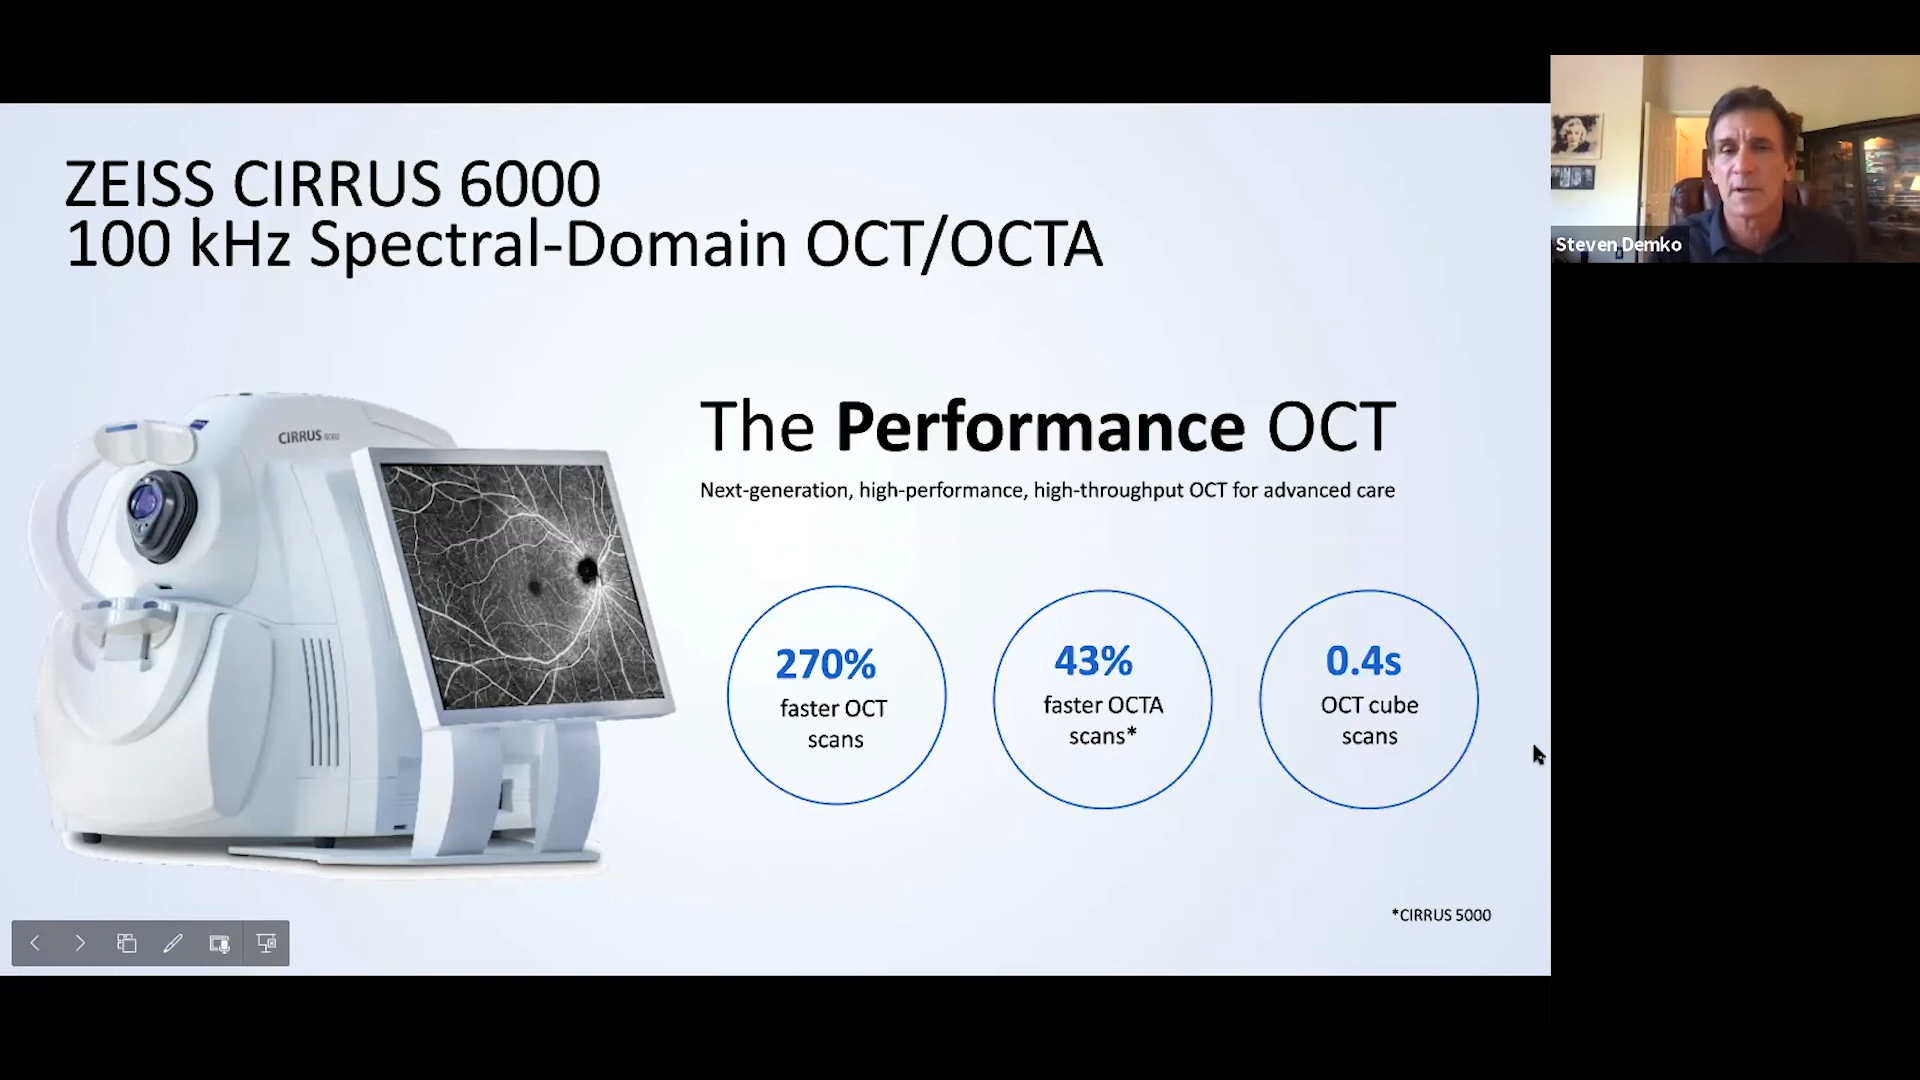 ZEISS CIRRUS 6000
100 kHz Spectral-Domain OCT/OCTA
Steven Demko
CIRRUS 6000
The Performance OCT
Next-generation, high-performance, high-throughput OCT for advanced care
270%
faster OCT
scans
43%
faster OCTA
scans*
0.4s
OCT cube
scans
*CIRRUS 5000